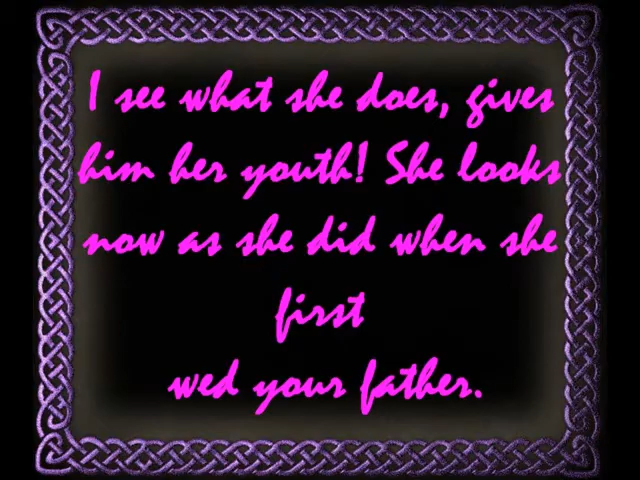 I see what she does, gives
him her youth! She looks
now as she did when she
first
wed your father.